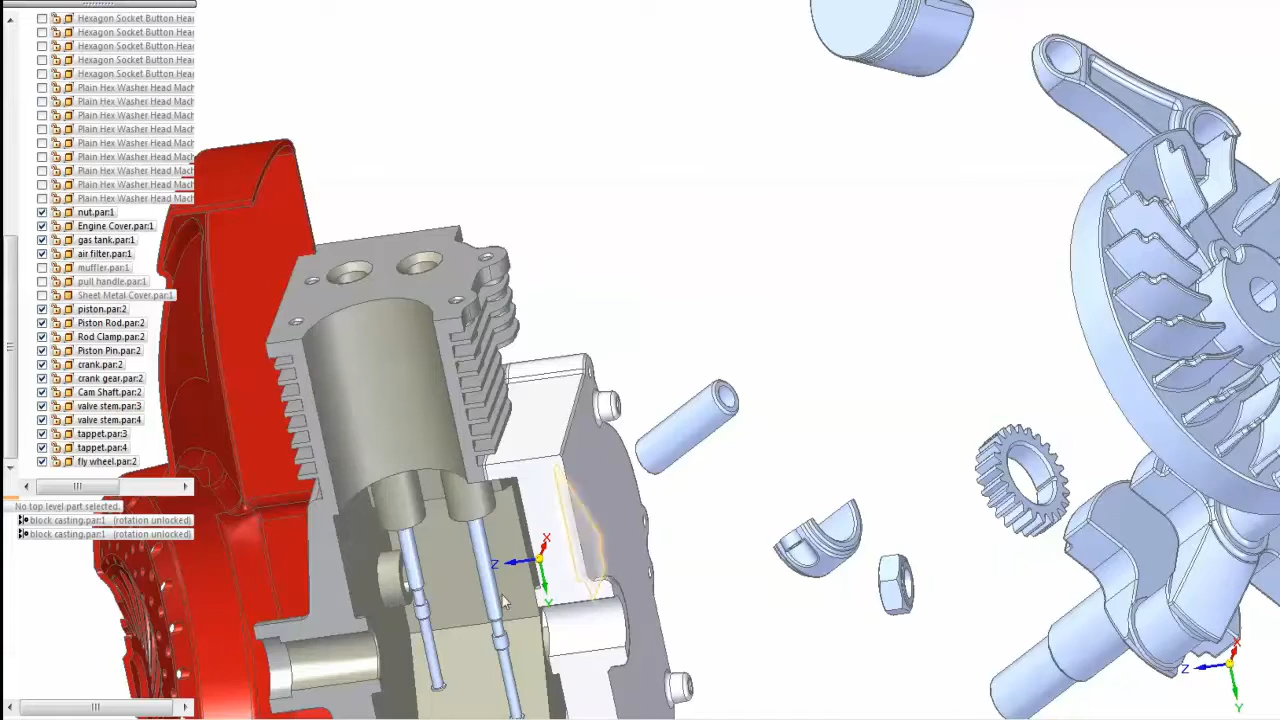 Hexagon Socket Button Hea
Hexagon Socket Button Hea
Hexagon Socket Button Hea
Hexagon Socket Button Hea
Hexagon Socket Button Hea
Plain Hex Washer Head Mach
Plain Hex Washer Head Mach
Plain Hex Washer Head Mach
Plain Hex Washer Head Mach
Plain Hex Washer Head Mach
Plain Hex Washer Head Mach
Plain Hex Washer Head Mach
Plain Hex Washer Head Mach
Plain Hex Washer Head Mach
nut.par:1
Engine Cover.par:1
gas tank.par:1
air filter.par:1
muffler.par:1
pull handle.par:1
Sheet Metal Cover.par:1
piston.par:2
Piston Rod.par:2
Rod Clamp.par:2
Piston Pin.par:2
crank.par:2
crank gear.par:2
Cam Shaft.par:2
valve stem.par:3
valve stem.par:4
tappet.par:3
tappet.par:4
fly wheel.par:2
No top level part selected.
block casting.par:1 (rotation unlocked)
block casting.par:1 (rotation unlocked)
X
Z
Y
X
Z
Y